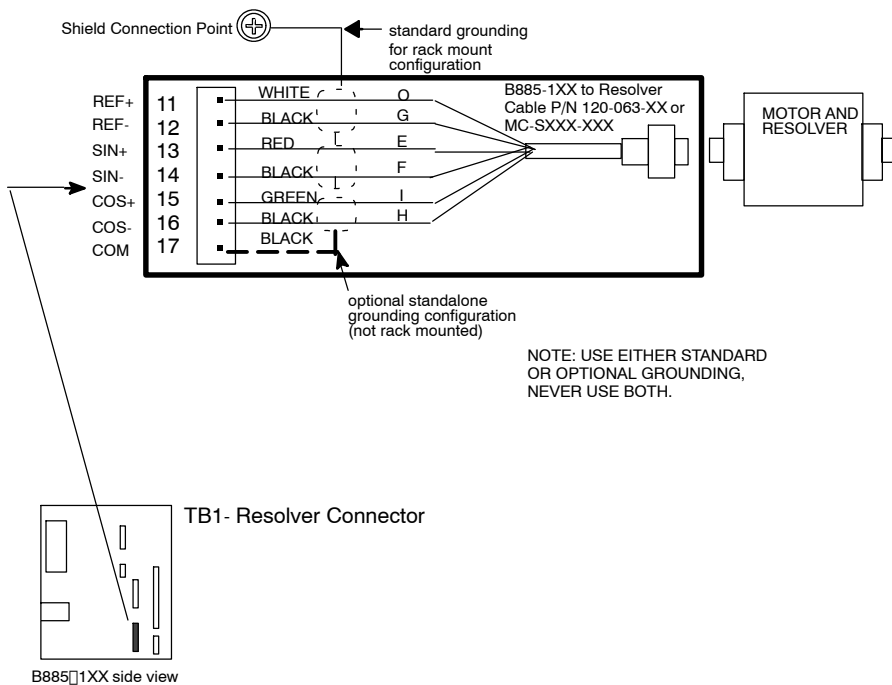 Shield Connection Point
standard grounding
for rack mount
configuration
REF+ 11 WHITE O
REF- 12 BLACK G
SIN+ 13 RED E
SIN- 14 BLACK F
COS+ 15 GREEN I
COS- 16 BLACK H
COM 17 BLACK
B885-1XX to Resolver
Cable P/N 120-063-XX or
MC-SXXX-XXX
MOTOR AND
RESOLVER
optional standalone
grounding configuration
(not rack mounted)
NOTE: USE EITHER STANDARD
OR OPTIONAL GROUNDING,
NEVER USE BOTH.
TB1- Resolver Connector
B885▯1XX side view